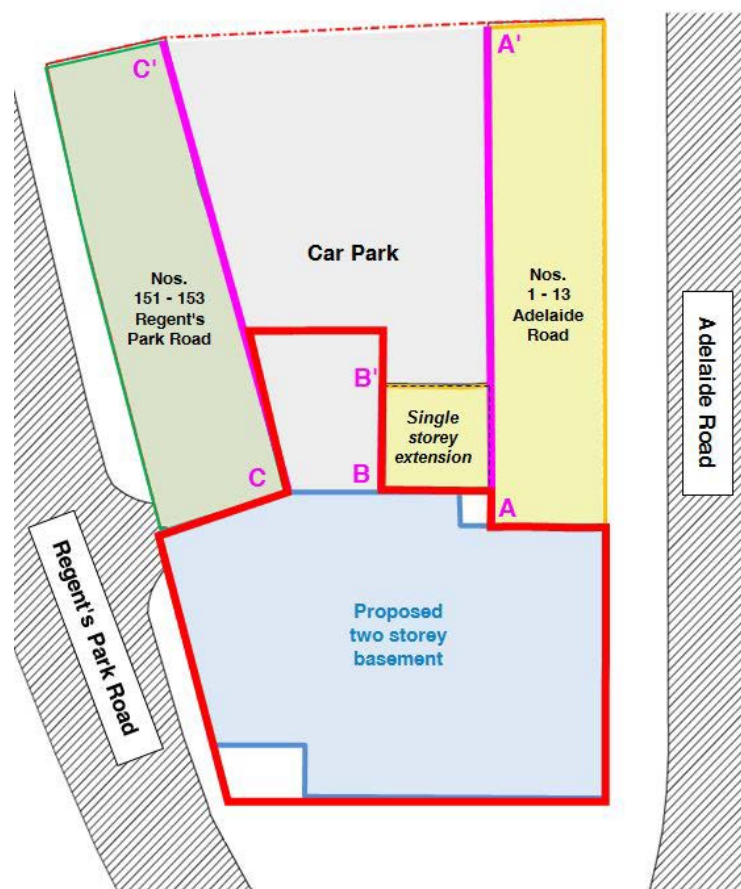 C'
A'
Car Park
Nos.
151 - 153
Regent's
Park Road
Nos.
1 - 13
Adelaide
Road
Adelaide Road
B'
Single
storey
extension
C
B
A
Regent's Park Road
Proposed
two storey
basement